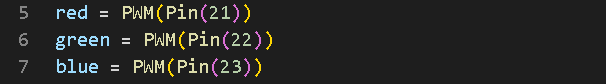 5 red = PWM(Pin(21))
6 green = PWM(Pin(22))
7 blue = PWM(Pin(23))